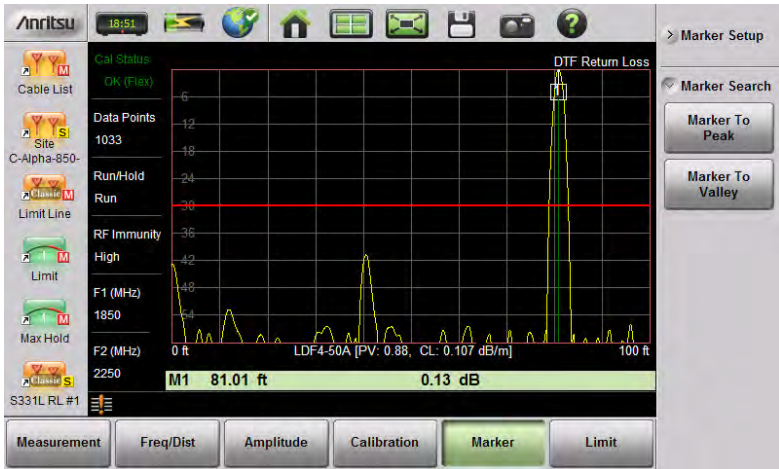 Anritsu
18:51
?
Marker Setup
Marker Search
Marker To
Peak
Marker To
Valley
M
Cable List
S
Site
C-Alpha-850-
Classic M
Limit Line
M
Limit
M
Max Hold
Classic S
S331L RL #1
Cal Status
OK (Flex)
Data Points
1033
Run/Hold
Run
RF Immunity
High
F1 (MHz)
1850
F2 (MHz)
2250
DTF Return Loss
1
-6
-12
-18
-24
-30
-36
-42
-48
-54
0 ft
LDF4-50A [PV: 0.88, CL: 0.107 dB/m]
100 ft
M1 81.01 ft 0.13 dB
Measurement
Freq/Dist
Amplitude
Calibration
Marker
Limit